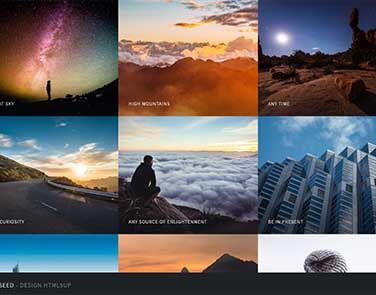 T SKY
HIGH MOUNTAINS
ANY TIME
CURIOSITY
ANY SOURCE OF ENLIGHTENMENT
BE IN PRESENT
SEED - DESIGN HTML5UP